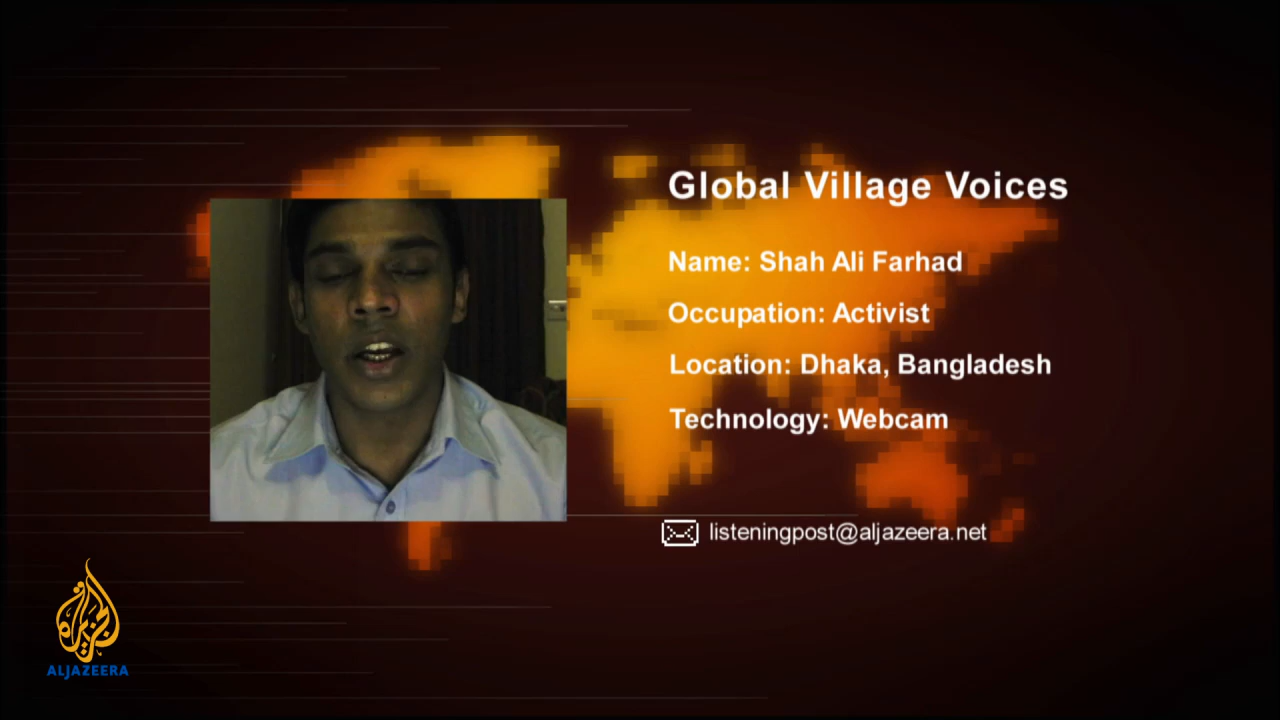 Global Village Voices
Name: Shah Ali Farhad
Occupation: Activist
Location: Dhaka, Bangladesh
Technology: Webcam
listeningpost@aljazeera.net
الجزيرة
ALJAZEERA